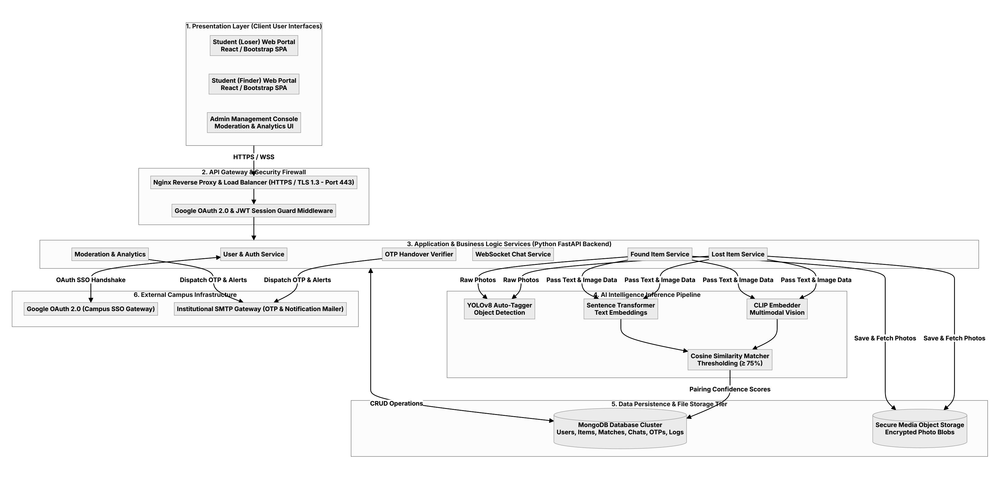 1. Presentation Layer (Client User Interfaces)
Student (Loser) Web Portal
React / Bootstrap SPA
Student (Finder) Web Portal
React / Bootstrap SPA
Admin Management Console
Moderation & Analytics UI
HTTPS / WSS
2. API Gateway & Security Firewall
Nginx Reverse Proxy & Load Balancer (HTTPS / TLS 1.3 - Port 443)
Google OAuth 2.0 & JWT Session Guard Middleware
3. Application & Business Logic Services (Python FastAPI Backend)
Moderation & Analytics
User & Auth Service
OTP Handover Verifier
WebSocket Chat Service
Found Item Service
Lost Item Service
OAuth SSO Handshake
Dispatch OTP & Alerts
Dispatch OTP & Alerts
Raw Photos
Raw Photos
Pass Text & Image Data
Pass Text & Image Data
Pass Text & Image Data
Pass Text & Image Data
6. External Campus Infrastructure
Google OAuth 2.0 (Campus SSO Gateway)
Institutional SMTP Gateway (OTP & Notification Mailer)
4. AI Intelligence Inference Pipeline
YOLOv8 Auto-Tagger
Object Detection
Sentence Transformer
Text Embeddings
CLIP Embedder
Multimodal Vision
Save & Fetch Photos
Save & Fetch Photos
Cosine Similarity Matcher
Thresholding (≥ 75%)
Pairing Confidence Scores
CRUD Operations
5. Data Persistence & File Storage Tier
MongoDB Database Cluster
Users, Items, Matches, Chats, OTPs, Logs
Secure Media Object Storage
Encrypted Photo Blobs